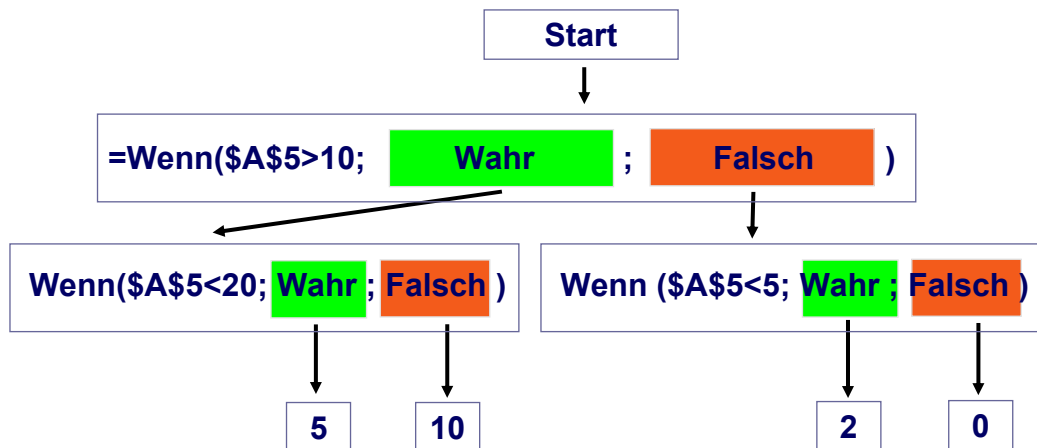 Start
=Wenn($A$5>10; Wahr ; Falsch )
Wenn($A$5<20; Wahr ; Falsch ) Wenn ($A$5<5; Wahr ; Falsch )
5 10 2 0